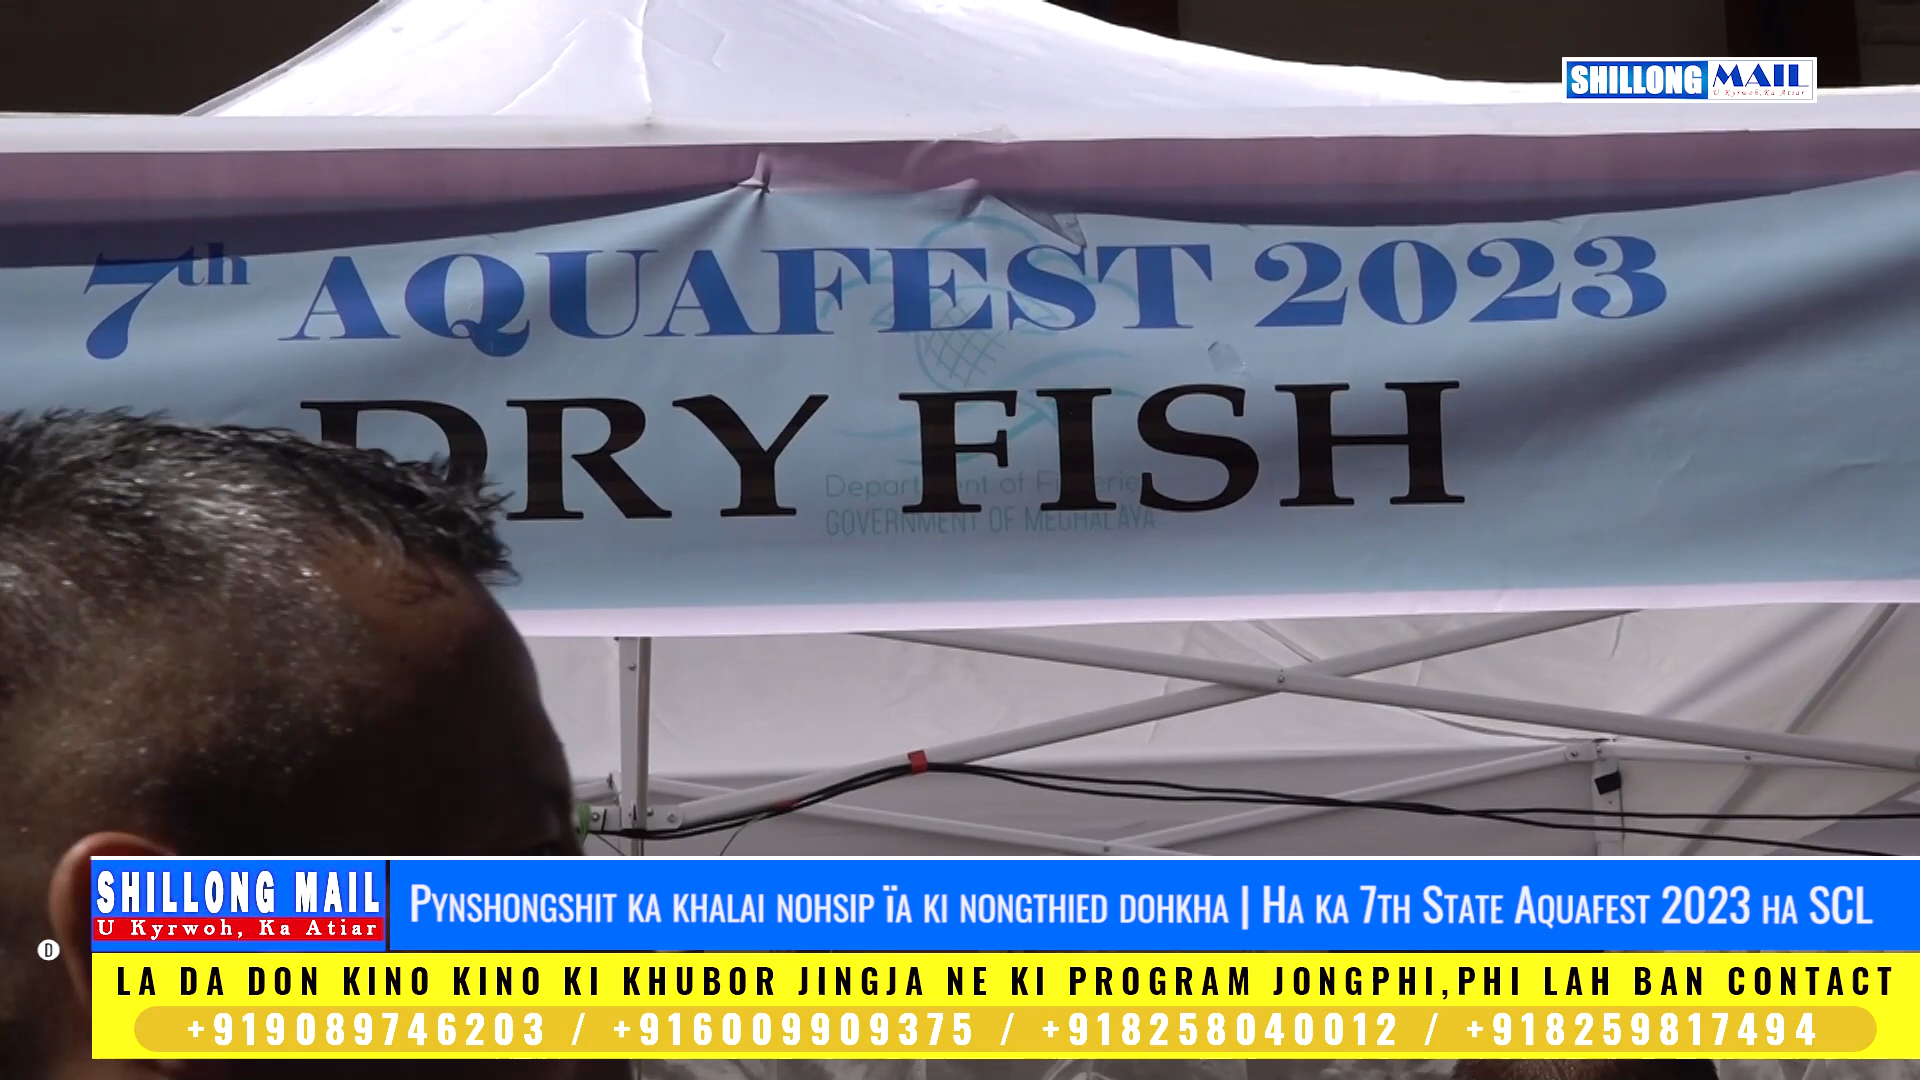 SHILLONG MAIL
U Kyrwoh, Ka Atiar
7th AQUAFEST 2023
DRY FISH
Department of Fisheries
GOVERNMENT OF MEGHALAYA
SHILLONG MAIL
U Kyrwoh, Ka Atiar
PYNSHONGSHIT KA KHALAI NOHSIP ÏA KI NONGTHIED DOHKHA | HA KA 7TH STATE AQUAFEST 2023 HA SCL
D
LA DA DON KINO KINO KI KHUBOR JINGJA NE KI PROGRAM JONGPHI,PHI LAH BAN CONTACT
+919089746203 / +916009909375 / +918258040012 / +918259817494